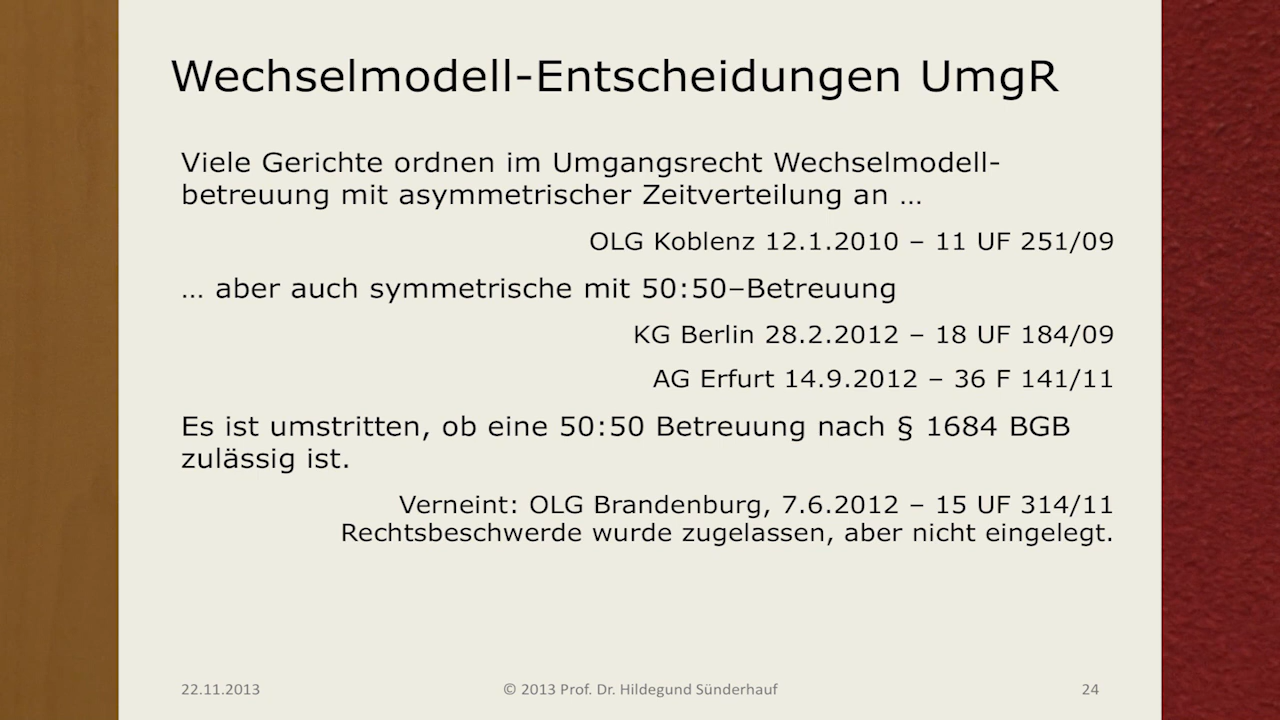 Wechselmodell-Entscheidungen UmgR
Viele Gerichte ordnen im Umgangsrecht Wechselmodell-
betreuung mit asymmetrischer Zeitverteilung an …
OLG Koblenz 12.1.2010 – 11 UF 251/09
… aber auch symmetrische mit 50:50–Betreuung
KG Berlin 28.2.2012 – 18 UF 184/09
AG Erfurt 14.9.2012 – 36 F 141/11
Es ist umstritten, ob eine 50:50 Betreuung nach § 1684 BGB
zulässig ist.
Verneint: OLG Brandenburg, 7.6.2012 – 15 UF 314/11
Rechtsbeschwerde wurde zugelassen, aber nicht eingelegt.
22.11.2013
© 2013 Prof. Dr. Hildegund Sünderhauf
24